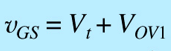 v_GS = V_t + V_OV1